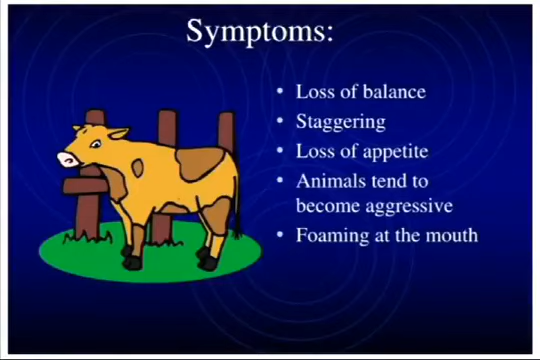 Symptoms:
• Loss of balance
• Staggering
• Loss of appetite
• Animals tend to
become aggressive
• Foaming at the mouth